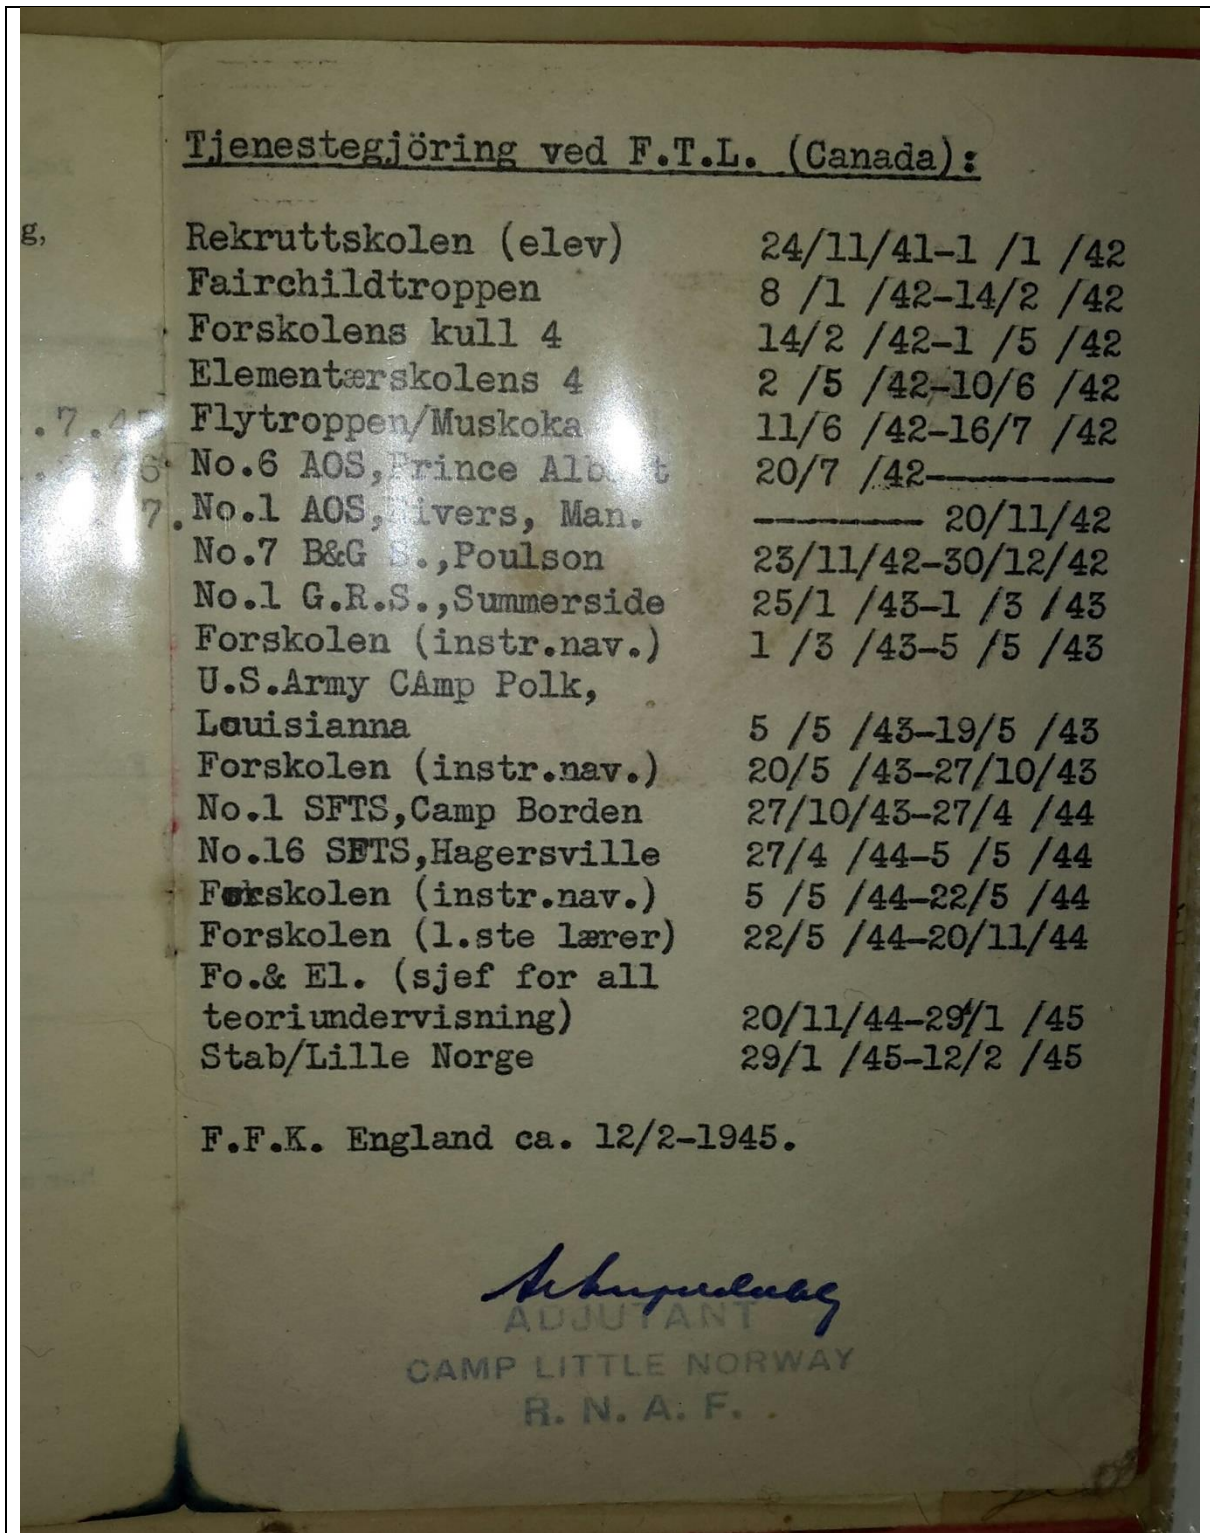 Tjenestegjöring ved F.T.L. (Canada):
g,
Rekruttskolen (elev) 24/11/41-1 /1 /42
Fairchildtroppen 8 /1 /42-14/2 /42
Forskolens kull 4 14/2 /42-1 /5 /42
Elementærskolens 4 2 /5 /42-10/6 /42
Flytroppen/Muskoka 11/6 /42-16/7 /42
No.6 AOS,Prince Albert 20/7 /42----------
No.1 AOS,Rivers, Man. ---------- 20/11/42
No.7 B&G S.,Poulson 23/11/42-30/12/42
No.1 G.R.S.,Summerside 25/1 /43-1 /3 /43
Forskolen (instr.nav.) 1 /3 /43-5 /5 /43
U.S.Army CAmp Polk,
Louisianna 5 /5 /43-19/5 /43
Forskolen (instr.nav.) 20/5 /43-27/10/43
No.1 SFTS,Camp Borden 27/10/43-27/4 /44
No.16 SFTS,Hagersville 27/4 /44-5 /5 /44
Forskolen (instr.nav.) 5 /5 /44-22/5 /44
Forskolen (1.ste lærer) 22/5 /44-20/11/44
Fo.& El. (sjef for all
teoriundervisning) 20/11/44-29/1 /45
Stab/Lille Norge 29/1 /45-12/2 /45
F.F.K. England ca. 12/2-1945.
ADJUTANT
CAMP LITTLE NORWAY
R. N. A. F.